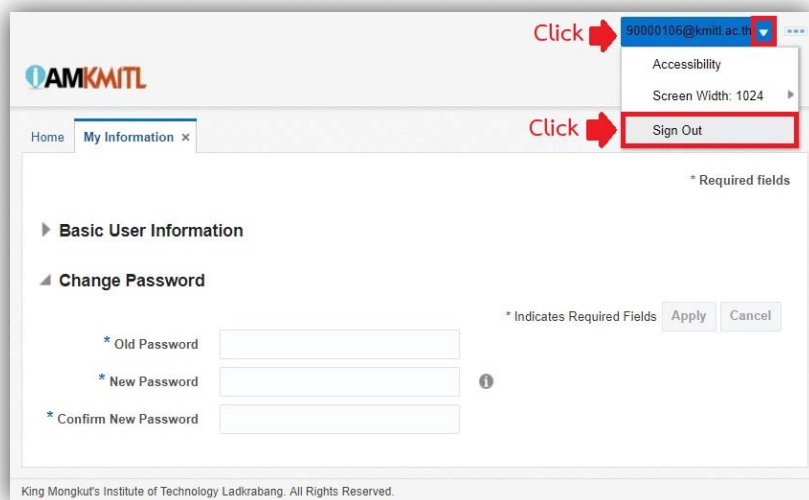 Click
90000106@kmitl.ac.th
Accessibility
Screen Width: 1024
Click
Sign Out
IAMKMITL
Home
My Information ×
* Required fields
Basic User Information
Change Password
* Indicates Required Fields Apply Cancel
* Old Password
* New Password
* Confirm New Password
King Mongkut's Institute of Technology Ladkrabang. All Rights Reserved.